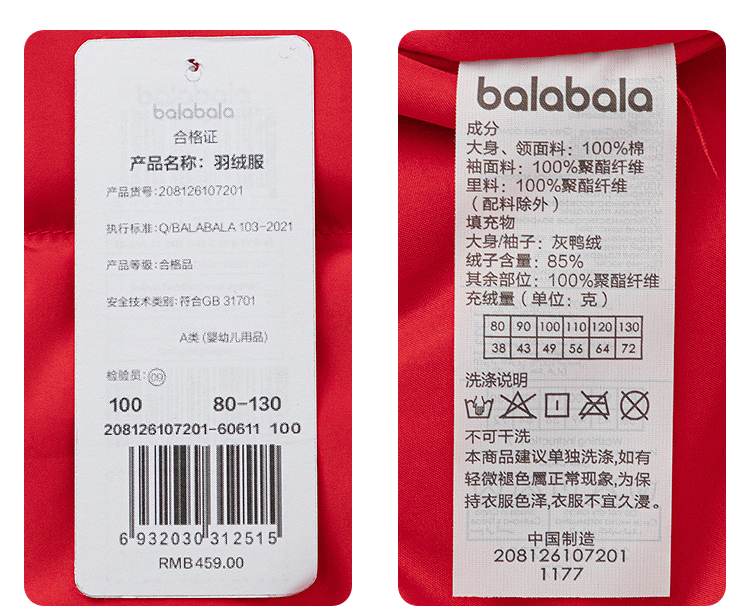 balabala
合格证
产品名称：羽绒服
产品货号：208126107201
执行标准：Q/BALABALA 103-2021
产品等级：合格品
安全技术类别：符合GB 31701
A类 (婴幼儿用品)
检验员：09
100 80-130
208126107201-60611 100
6 932030 312515
RMB459.00
balabala
成分
大身、领面料：100%棉
袖面料：100%聚酯纤维
里料：100%聚酯纤维
（配料除外）
填充物
大身/袖子：灰鸭绒
绒子含量：85%
其余部位：100%聚酯纤维
充绒量（单位：克）
80 90 100 110 120 130
38 43 49 56 64 72
洗涤说明
不可干洗
本商品建议单独洗涤,如有
轻微褪色属正常现象,为保
持衣服色泽,衣服不宜久浸。
中国制造
208126107201
1177